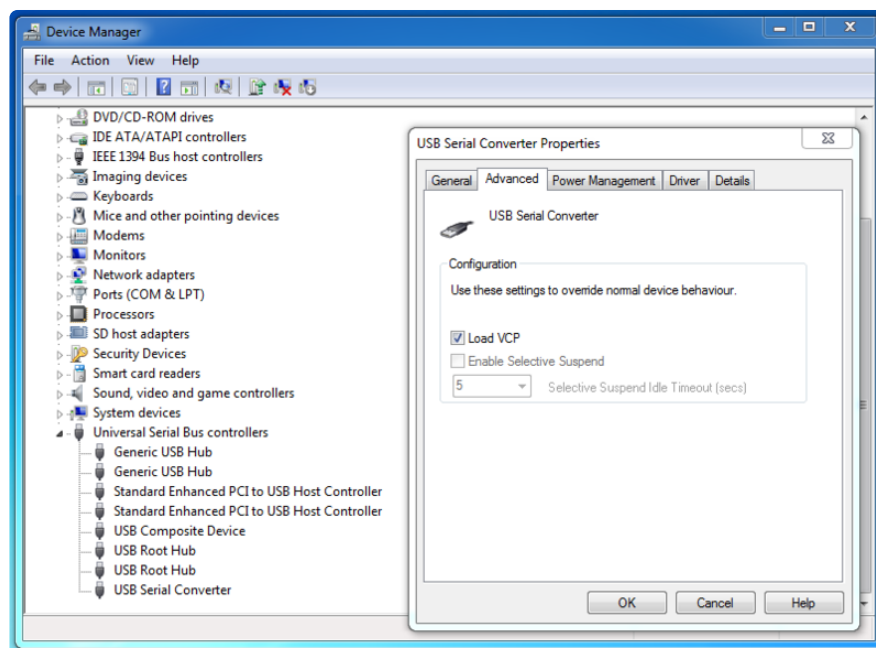 Device Manager
File Action View Help
DVD/CD-ROM drives
IDE ATA/ATAPI controllers
IEEE 1394 Bus host controllers
Imaging devices
Keyboards
Mice and other pointing devices
Modems
Monitors
Network adapters
Ports (COM & LPT)
Processors
SD host adapters
Security Devices
Smart card readers
Sound, video and game controllers
System devices
Universal Serial Bus controllers
Generic USB Hub
Generic USB Hub
Standard Enhanced PCI to USB Host Controller
Standard Enhanced PCI to USB Host Controller
USB Composite Device
USB Root Hub
USB Root Hub
USB Serial Converter
USB Serial Converter Properties
General Advanced Power Management Driver Details
USB Serial Converter
Configuration
Use these settings to override normal device behaviour.
Load VCP
Enable Selective Suspend
5 Selective Suspend Idle Timeout (secs)
OK Cancel Help